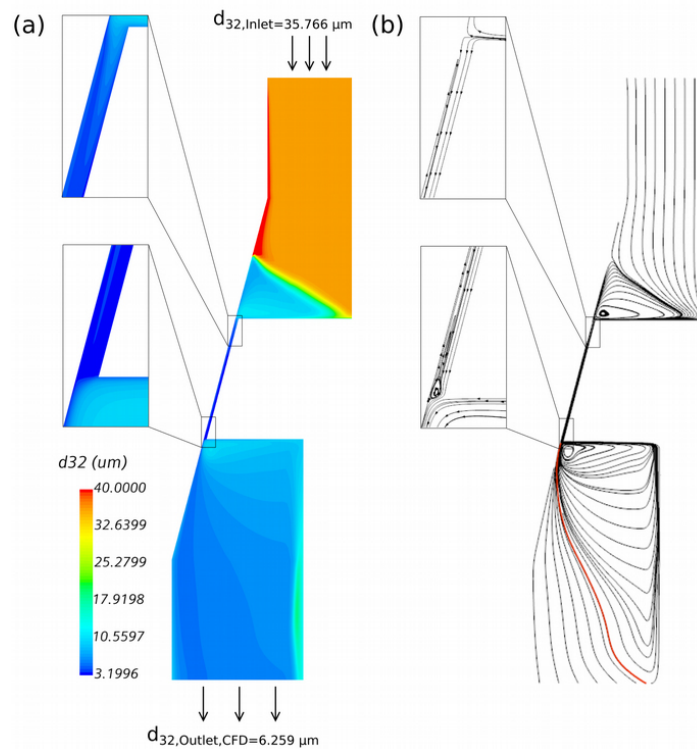 (a)
d32,Inlet=35.766 μm
(b)
d32 (um)
40.0000
32.6399
25.2799
17.9198
10.5597
3.1996
d32,Outlet,CFD=6.259 μm